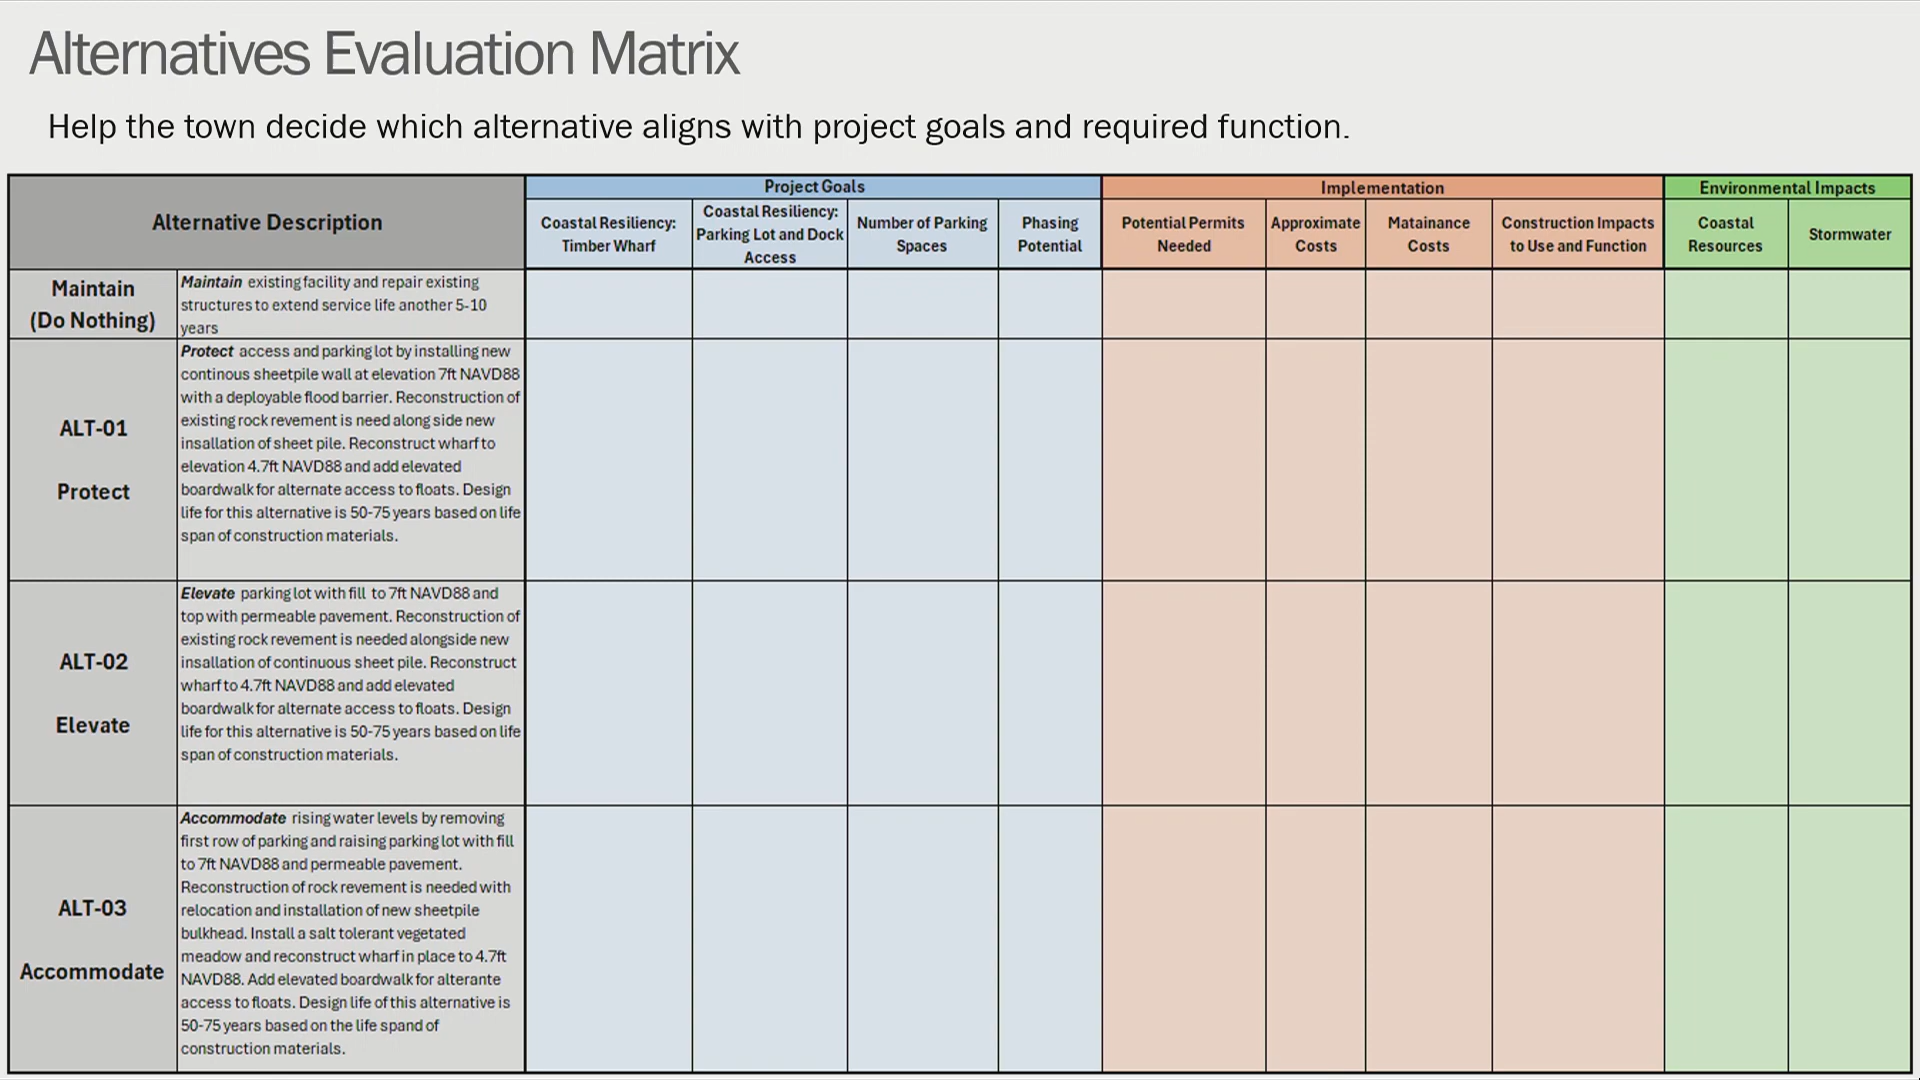 Alternatives Evaluation Matrix
Help the town decide which alternative aligns with project goals and required function.
Alternative Description
Project Goals
Implementation
Environmental Impacts
Coastal Resiliency:
Timber Wharf
Coastal Resiliency:
Parking Lot and Dock
Access
Number of Parking
Spaces
Phasing
Potential
Potential Permits
Needed
Approximate
Costs
Matainance
Costs
Construction Impacts
to Use and Function
Coastal
Resources
Stormwater
Maintain
(Do Nothing)
Maintain existing facility and repair existing
structures to extend service life another 5-10
years
ALT-01
Protect
Protect access and parking lot by installing new
continous sheetpile wall at elevation 7ft NAVD88
with a deployable flood barrier. Reconstruction of
existing rock revement is need along side new
insallation of sheet pile. Reconstruct wharf to
elevation 4.7ft NAVD88 and add elevated
boardwalk for alternate access to floats. Design
life for this alternative is 50-75 years based on life
span of construction materials.
ALT-02
Elevate
Elevate parking lot with fill to 7ft NAVD88 and
top with permeable pavement. Reconstruction of
existing rock revement is needed alongside new
insallation of continuous sheet pile. Reconstruct
wharf to 4.7ft NAVD88 and add elevated
boardwalk for alternate access to floats. Design
life for this alternative is 50-75 years based on life
span of construction materials.
ALT-03
Accommodate
Accommodate rising water levels by removing
first row of parking and raising parking lot with fill
to 7ft NAVD88 and permeable pavement.
Reconstruction of rock revement is needed with
relocation and installation of new sheetpile
bulkhead. Install a salt tolerant vegetated
meadow and reconstruct wharf in place to 4.7ft
NAVD88. Add elevated boardwalk for alterante
access to floats. Design life of this alternative is
50-75 years based on the life spand of
construction materials.